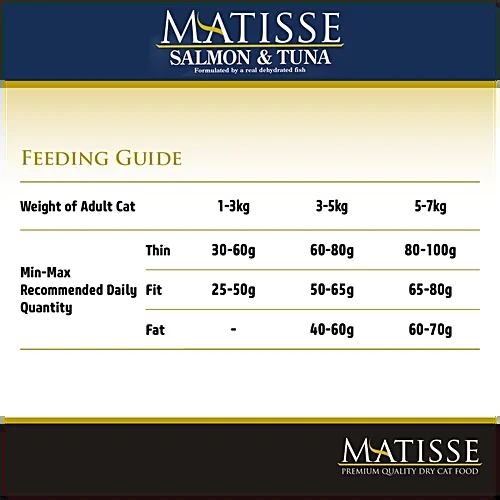 MATISSE
SALMON & TUNA
Formulated by a real dehydrated fish
FEEDING GUIDE
Weight of Adult Cat 1-3kg 3-5kg 5-7kg
Thin 30-60g 60-80g 80-100g
Min-Max
Recommended Daily
Quantity
Fit 25-50g 50-65g 65-80g
Fat - 40-60g 60-70g
MATISSE
PREMIUM QUALITY DRY CAT FOOD